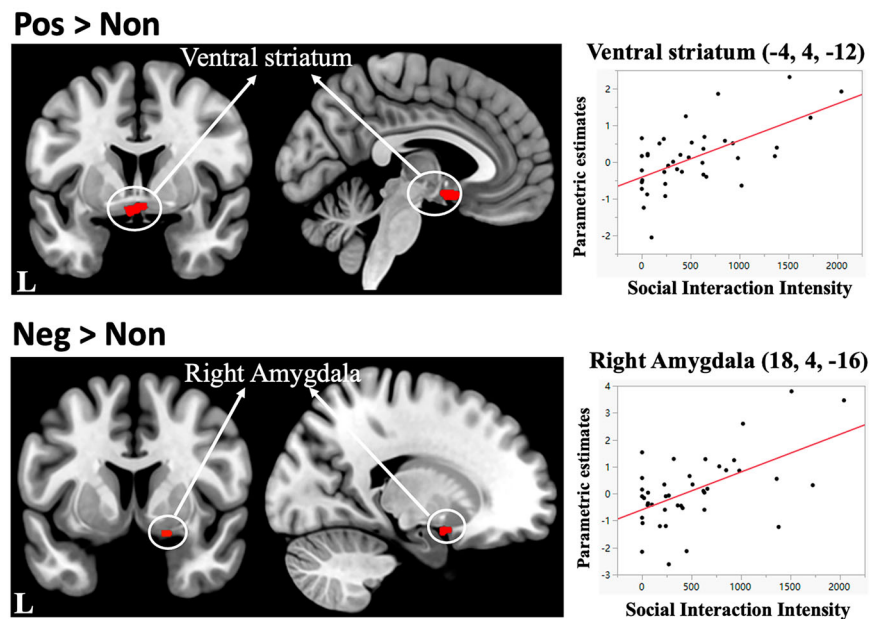 Pos > Non
Ventral striatum
L
Ventral striatum (-4, 4, -12)
Parametric estimates
2
1
0
-1
-2
0 500 1000 1500 2000
Social Interaction Intensity
Neg > Non
Right Amygdala
L
Right Amygdala (18, 4, -16)
Parametric estimates
4
3
2
1
0
-1
-2
-3
0 500 1000 1500 2000
Social Interaction Intensity